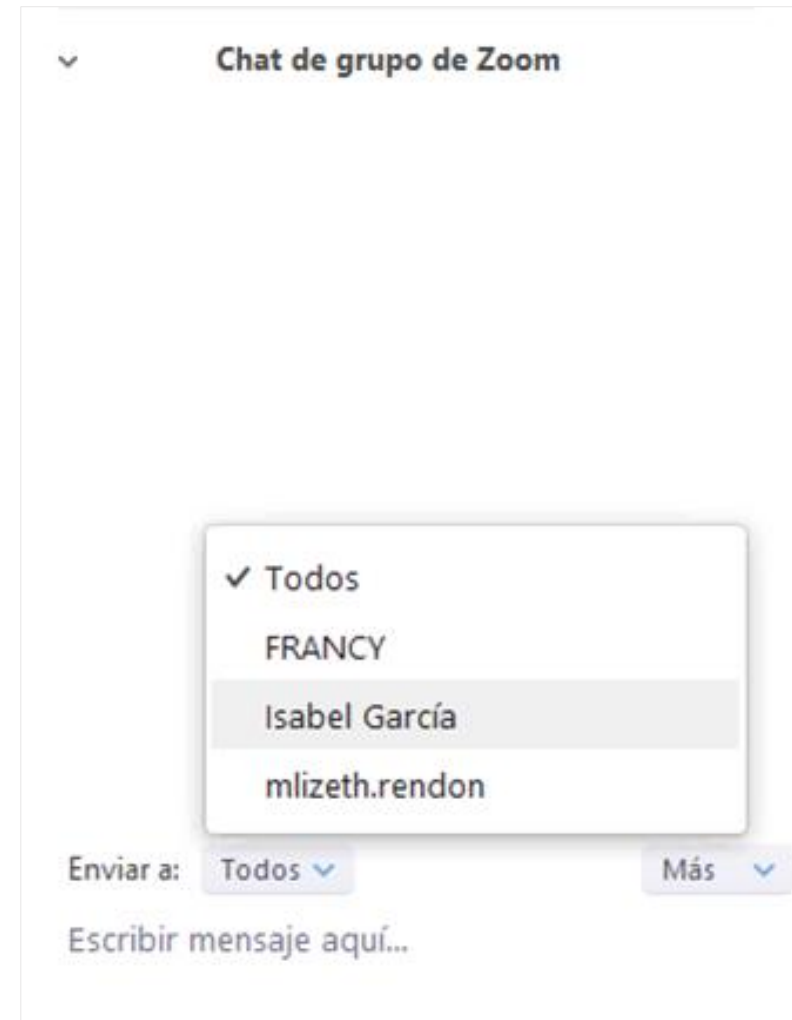 Chat de grupo de Zoom
Todos
FRANCY
Isabel García
mlizeth.rendon
Enviar a: Todos Más
Escribir mensaje aquí...